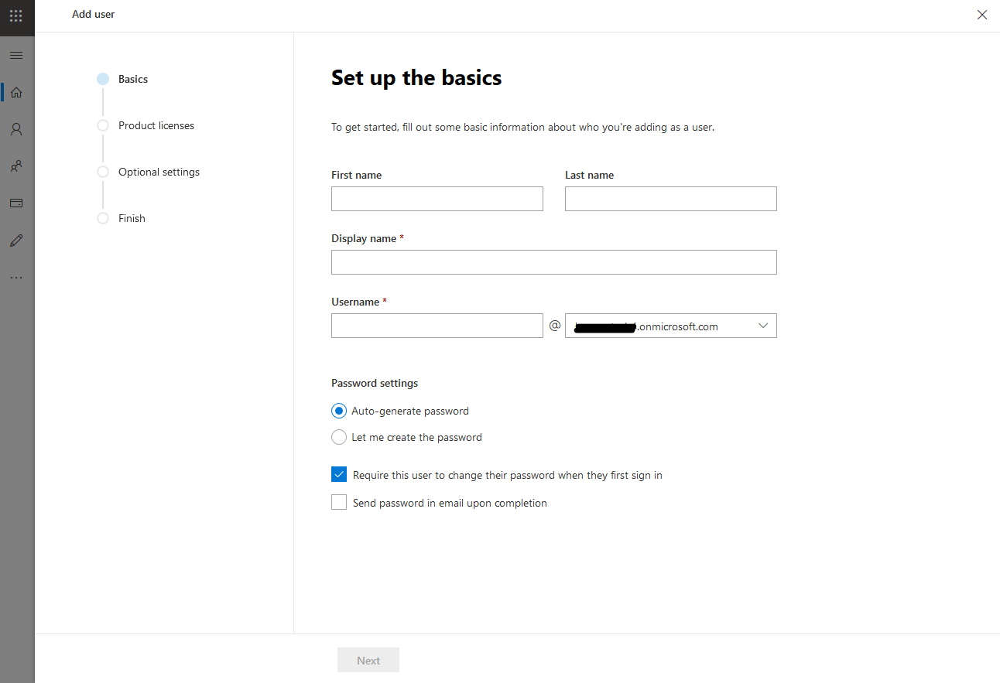 Add user
Basics
Product licenses
Optional settings
Finish
Set up the basics
To get started, fill out some basic information about who you're adding as a user.
First name
Last name
Display name *
Username *
@
.onmicrosoft.com
Password settings
Auto-generate password
Let me create the password
Require this user to change their password when they first sign in
Send password in email upon completion
Next